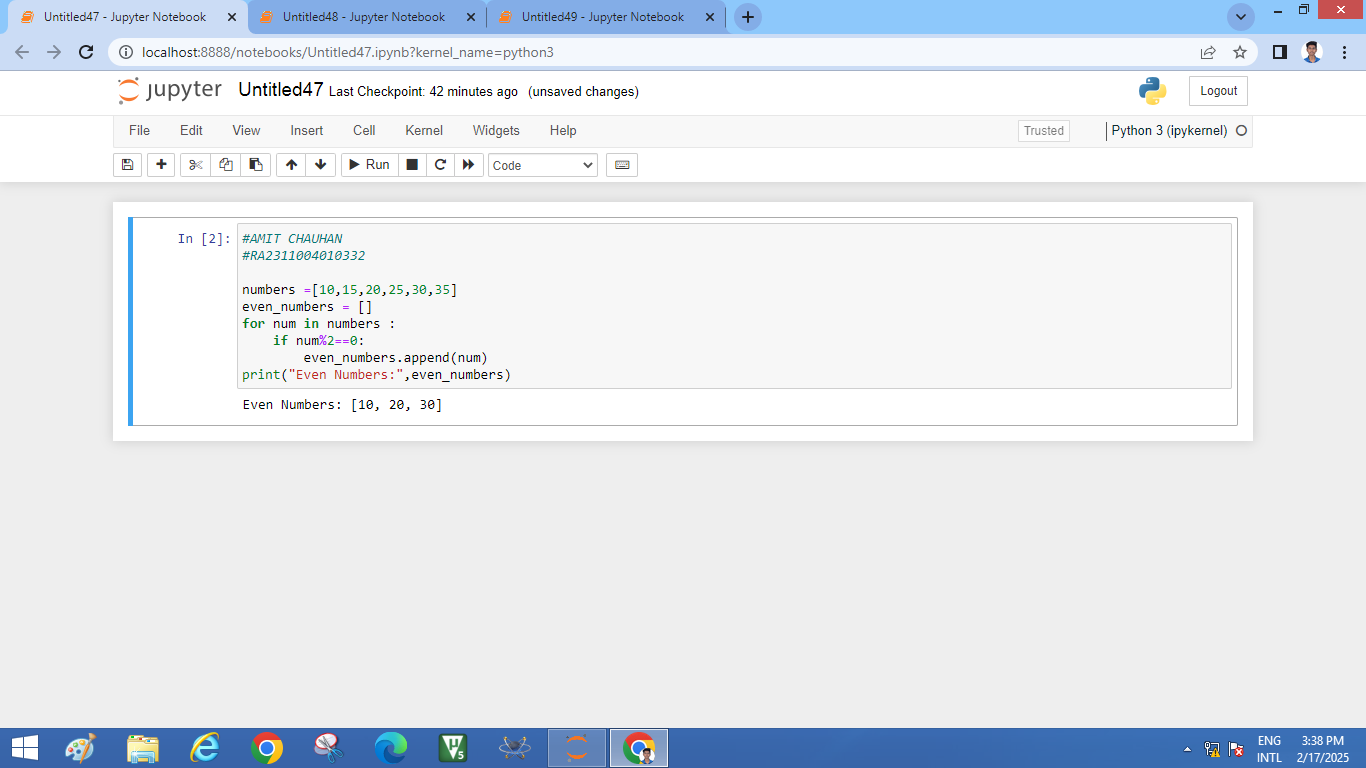 Untitled47 - Jupyter Notebook
Untitled48 - Jupyter Notebook
Untitled49 - Jupyter Notebook
localhost:8888/notebooks/Untitled47.ipynb?kernel_name=python3
jupyter Untitled47 Last Checkpoint: 42 minutes ago (unsaved changes)
Logout
File Edit View Insert Cell Kernel Widgets Help
Trusted
Python 3 (ipykernel)
Run
Code
In [2]:
#AMIT CHAUHAN
#RA2311004010332
numbers =[10,15,20,25,30,35]
even_numbers = []
for num in numbers :
    if num%2==0:
        even_numbers.append(num)
print("Even Numbers:",even_numbers)
Even Numbers: [10, 20, 30]
5
ENG
INTL
3:38 PM
2/17/2025